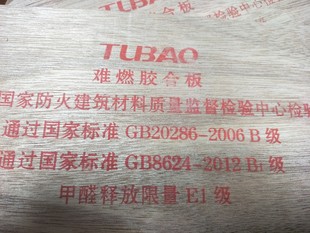 TUBAO
难燃胶合板
国家防火建筑材料质量监督检验中心检验
通过国家标准 GB20286-2006 B 级
通过国家标准 GB8624-2012 B₁ 级
甲醛释放限量 E1 级